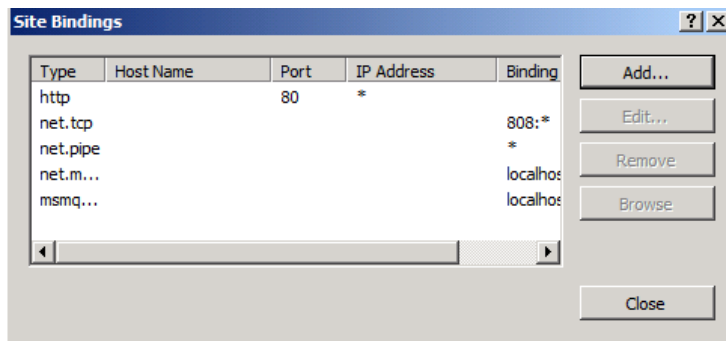 Site Bindings
Type Host Name Port IP Address Binding
http 80 *
net.tcp 808:*
net.pipe *
net.m... localhos
msmq... localhos
Add...
Edit...
Remove
Browse
Close